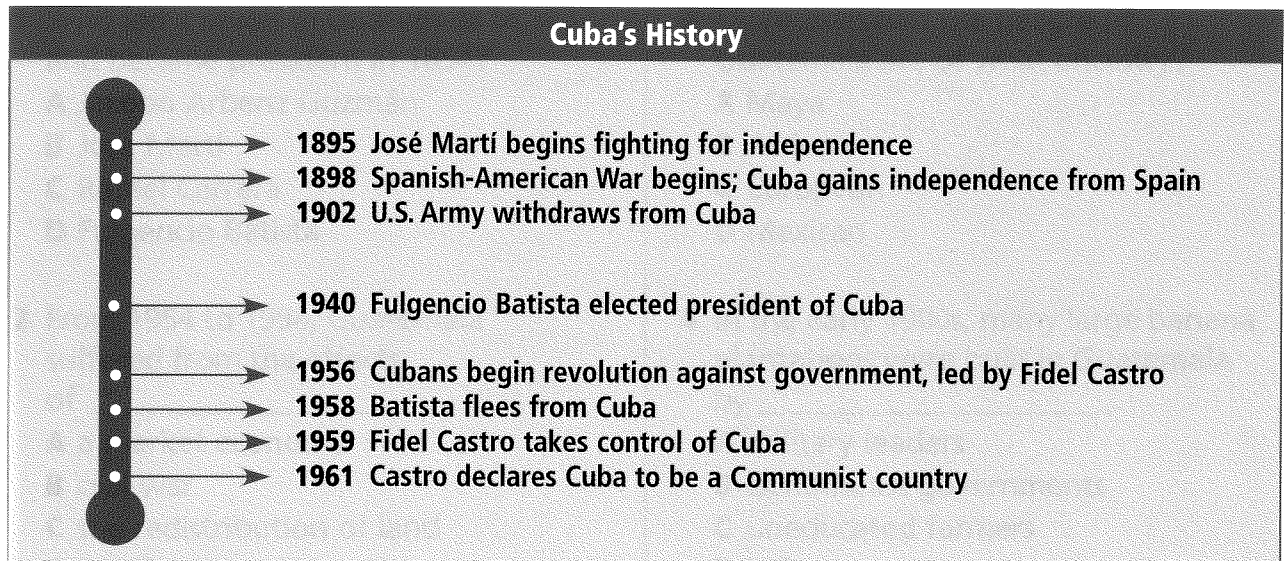 Cuba's History
1895 José Martí begins fighting for independence
1898 Spanish-American War begins; Cuba gains independence from Spain
1902 U.S. Army withdraws from Cuba
1940 Fulgencio Batista elected president of Cuba
1956 Cubans begin revolution against government, led by Fidel Castro
1958 Batista flees from Cuba
1959 Fidel Castro takes control of Cuba
1961 Castro declares Cuba to be a Communist country